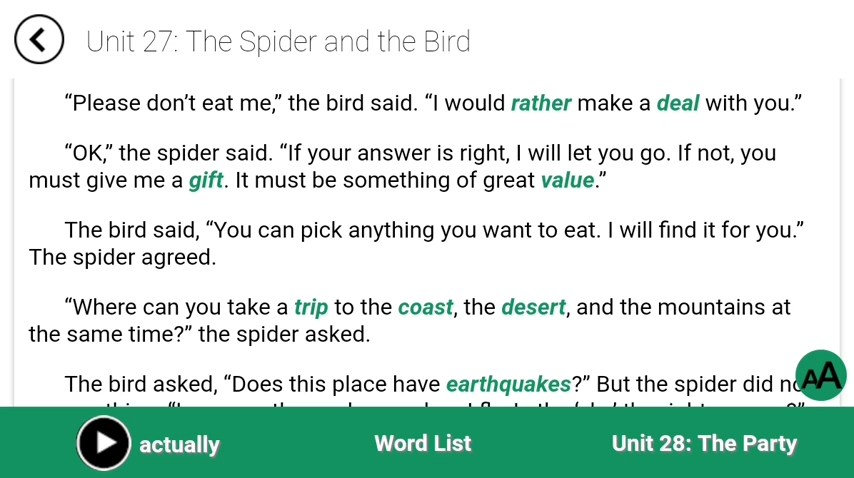 Unit 27: The Spider and the Bird
“Please don’t eat me,” the bird said. “I would rather make a deal with you.”
“OK,” the spider said. “If your answer is right, I will let you go. If not, you
must give me a gift. It must be something of great value.”
The bird said, “You can pick anything you want to eat. I will find it for you.”
The spider agreed.
“Where can you take a trip to the coast, the desert, and the mountains at
the same time?” the spider asked.
The bird asked, “Does this place have earthquakes?” But the spider did
AA
actually
Word List
Unit 28: The Party